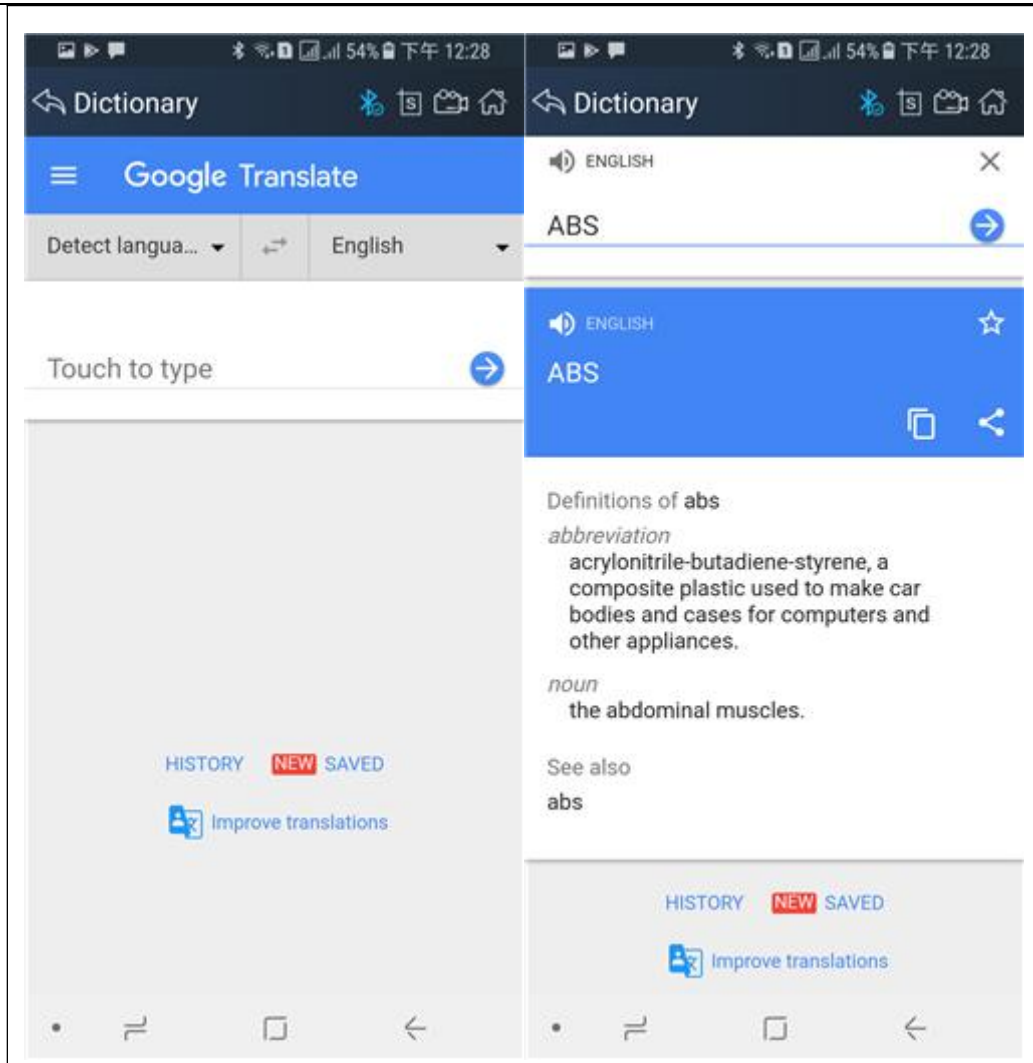 54% 下午 12:28
Dictionary
Google Translate
Detect langua...
English
Touch to type
HISTORY NEW SAVED
Improve translations
54% 下午 12:28
Dictionary
ENGLISH
ABS
ENGLISH
ABS
Definitions of abs
abbreviation
acrylonitrile-butadiene-styrene, a
composite plastic used to make car
bodies and cases for computers and
other appliances.
noun
the abdominal muscles.
See also
abs
HISTORY NEW SAVED
Improve translations